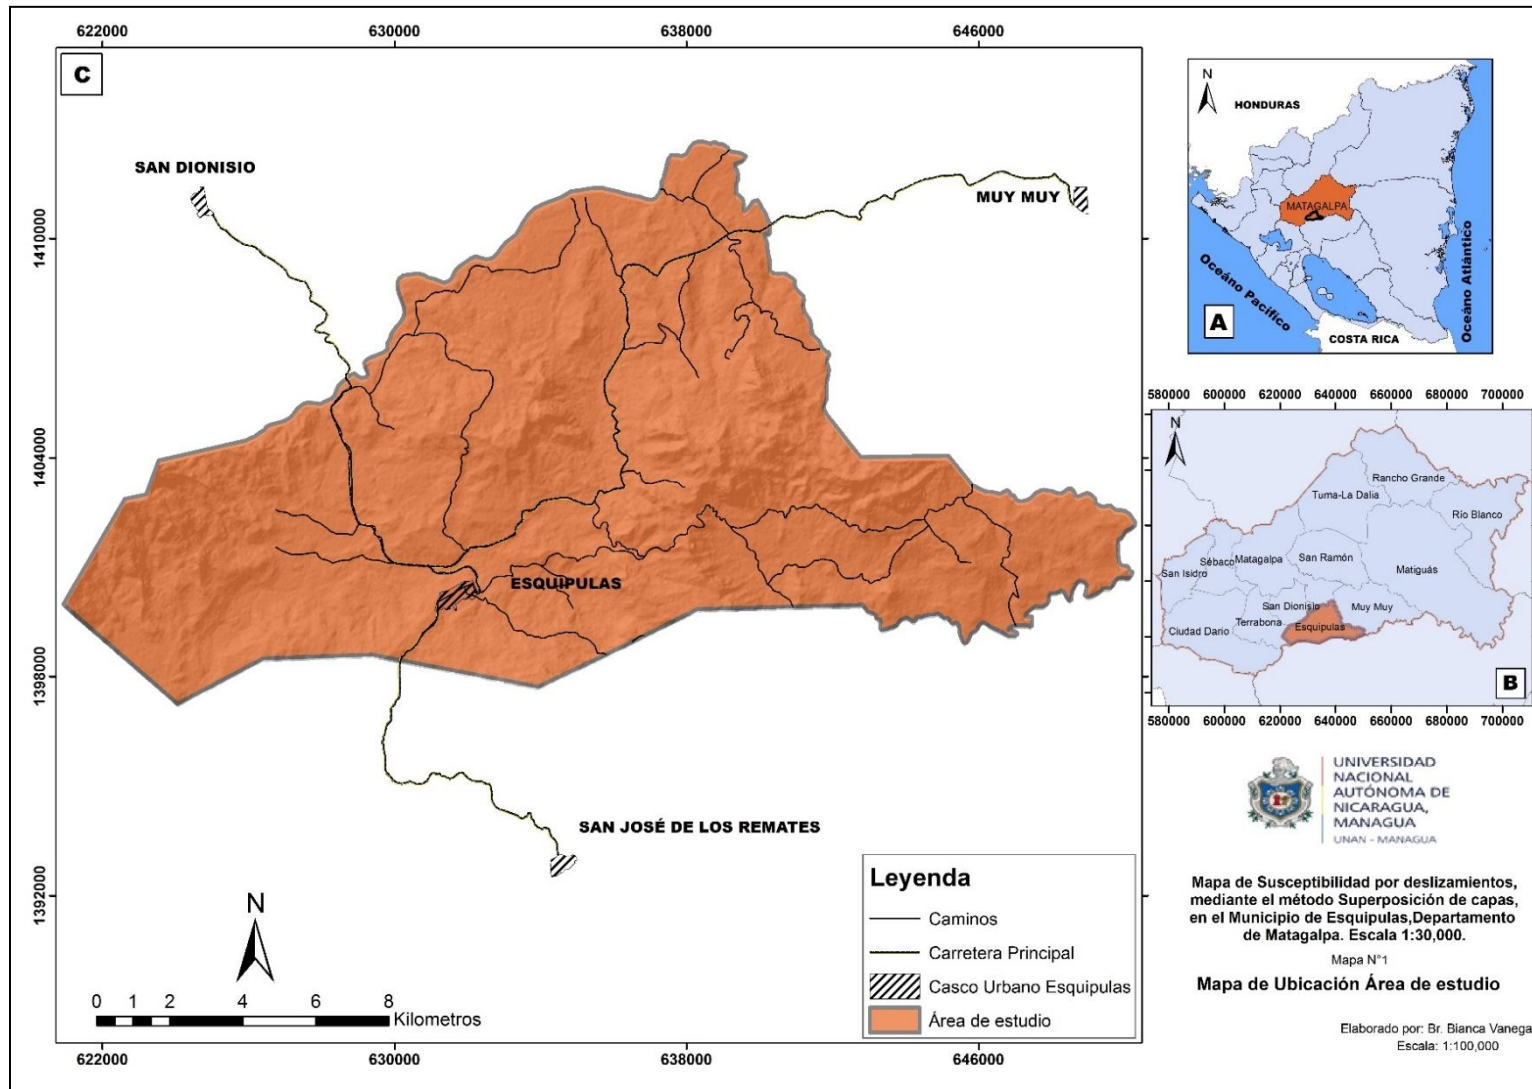 622000 630000 638000 646000
C
SAN DIONISIO
MUY MUY
ESQUIPULAS
SAN JOSÉ DE LOS REMATES
1410000
1404000
1398000
1392000
N
0 1 2 4 6 8
Kilometros
Leyenda
Caminos
Carretera Principal
Casco Urbano Esquipulas
Área de estudio
622000 630000 638000 646000
N
HONDURAS
MATAGALPA
Océano Pacífico
Océano Atlántico
A
COSTA RICA
580000 600000 620000 640000 660000 680000 700000
N
Rancho Grande
Tuma-La Dalia
Río Blanco
Sébaco
Matagalpa
San Ramón
San Isidro
Matiguás
San Dionisio
Muy Muy
Terrabona
Ciudad Dario
Esquipulas
B
580000 600000 620000 640000 660000 680000 700000
UNIVERSIDAD
NACIONAL
AUTÓNOMA DE
NICARAGUA,
MANAGUA
UNAN - MANAGUA
Mapa de Susceptibilidad por deslizamientos,
mediante el método Superposición de capas,
en el Municipio de Esquipulas,Departamento
de Matagalpa. Escala 1:30,000.
Mapa N°1
Mapa de Ubicación Área de estudio
Elaborado por: Br. Bianca Vanega
Escala: 1:100,000